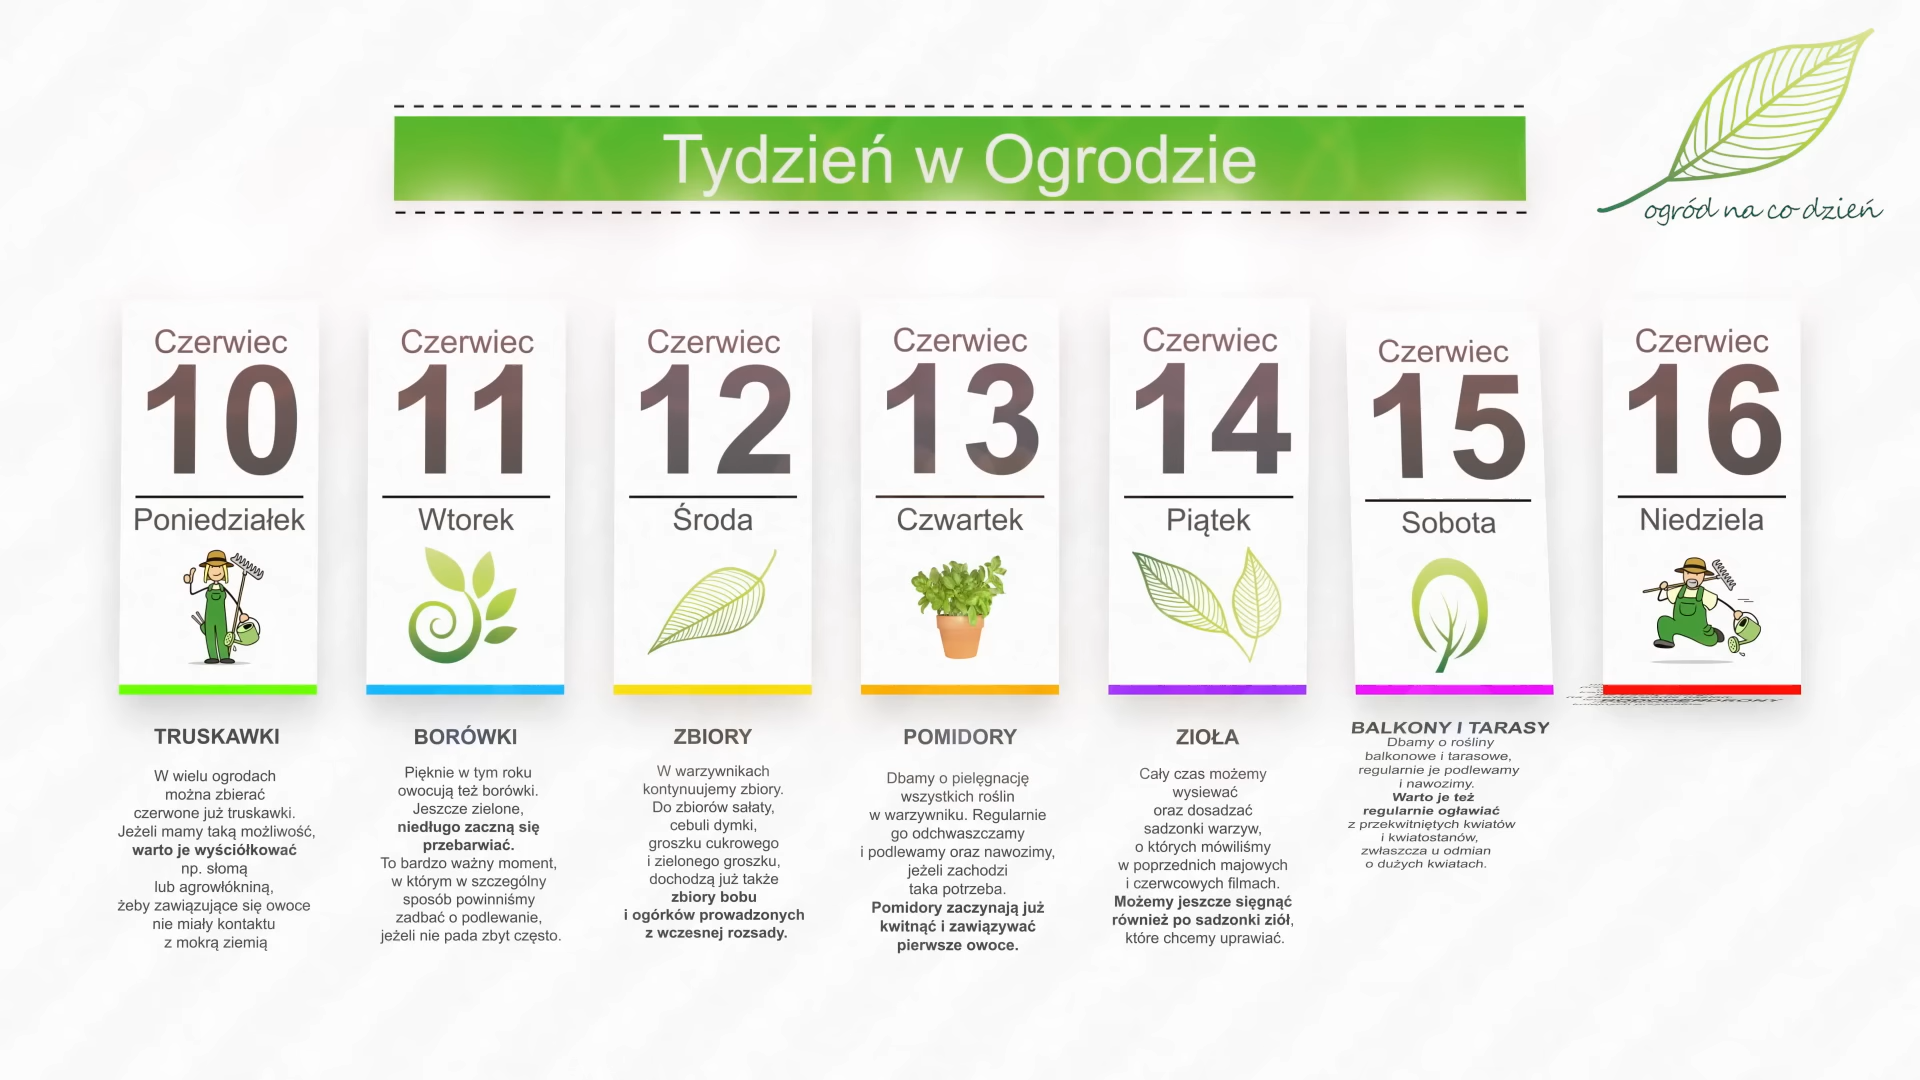 Tydzień w Ogrodzie
ogród na co dzień
Czerwiec
10
Poniedziałek
TRUSKAWKI
W wielu ogrodach
można zbierać
czerwone już truskawki.
Jeżeli mamy taką możliwość,
warto je wyściółkować
np. słomą
lub agrowłókniną,
żeby zawiązujące się owoce
nie miały kontaktu
z mokrą ziemią
Czerwiec
11
Wtorek
BORÓWKI
Pięknie w tym roku
owocują też borówki.
Jeszcze zielone,
niedługo zaczną się
przebarwiać.
To bardzo ważny moment,
w którym w szczególny
sposób powinniśmy
zadbać o podlewanie,
jeżeli nie pada zbyt często.
Czerwiec
12
Środa
ZBIORY
W warzywnikach
kontynuujemy zbiory.
Do zbiorów sałaty,
cebuli dymki,
groszku cukrowego
i zielonego groszku,
dochodzą już także
zbiory bobu
i ogórków prowadzonych
z wczesnej rozsady.
Czerwiec
13
Czwartek
POMIDORY
Dbamy o pielęgnację
wszystkich roślin
w warzywniku. Regularnie
go odchwaszczamy
i podlewamy oraz nawozimy,
jeżeli zachodzi
taka potrzeba.
Pomidory zaczynają już
kwitnąć i zawiązywać
pierwsze owoce.
Czerwiec
14
Piątek
ZIOŁA
Cały czas możemy
wysiewać
oraz dosadzać
sadzonki warzyw,
o których mówiliśmy
w poprzednich majowych
i czerwcowych filmach.
Możemy jeszcze sięgnąć
również po sadzonki ziół,
które chcemy uprawiać.
Czerwiec
15
Sobota
BALKONY I TARASY
Dbamy o rośliny
balkonowe i tarasowe,
regularnie je podlewamy
i nawozimy.
Warto je też
regularnie ogławiać
z przekwitniętych kwiatów
i kwiatostanów,
zwłaszcza u odmian
o dużych kwiatach.
Czerwiec
16
Niedziela